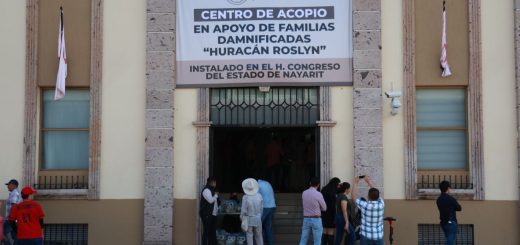 CENTRO DE ACOPIO
EN APOYO DE FAMILIAS
DAMNIFICADAS
"HURACÁN ROSLYN"
INSTALADO EN EL H. CONGRESO
DEL ESTADO DE NAYARIT